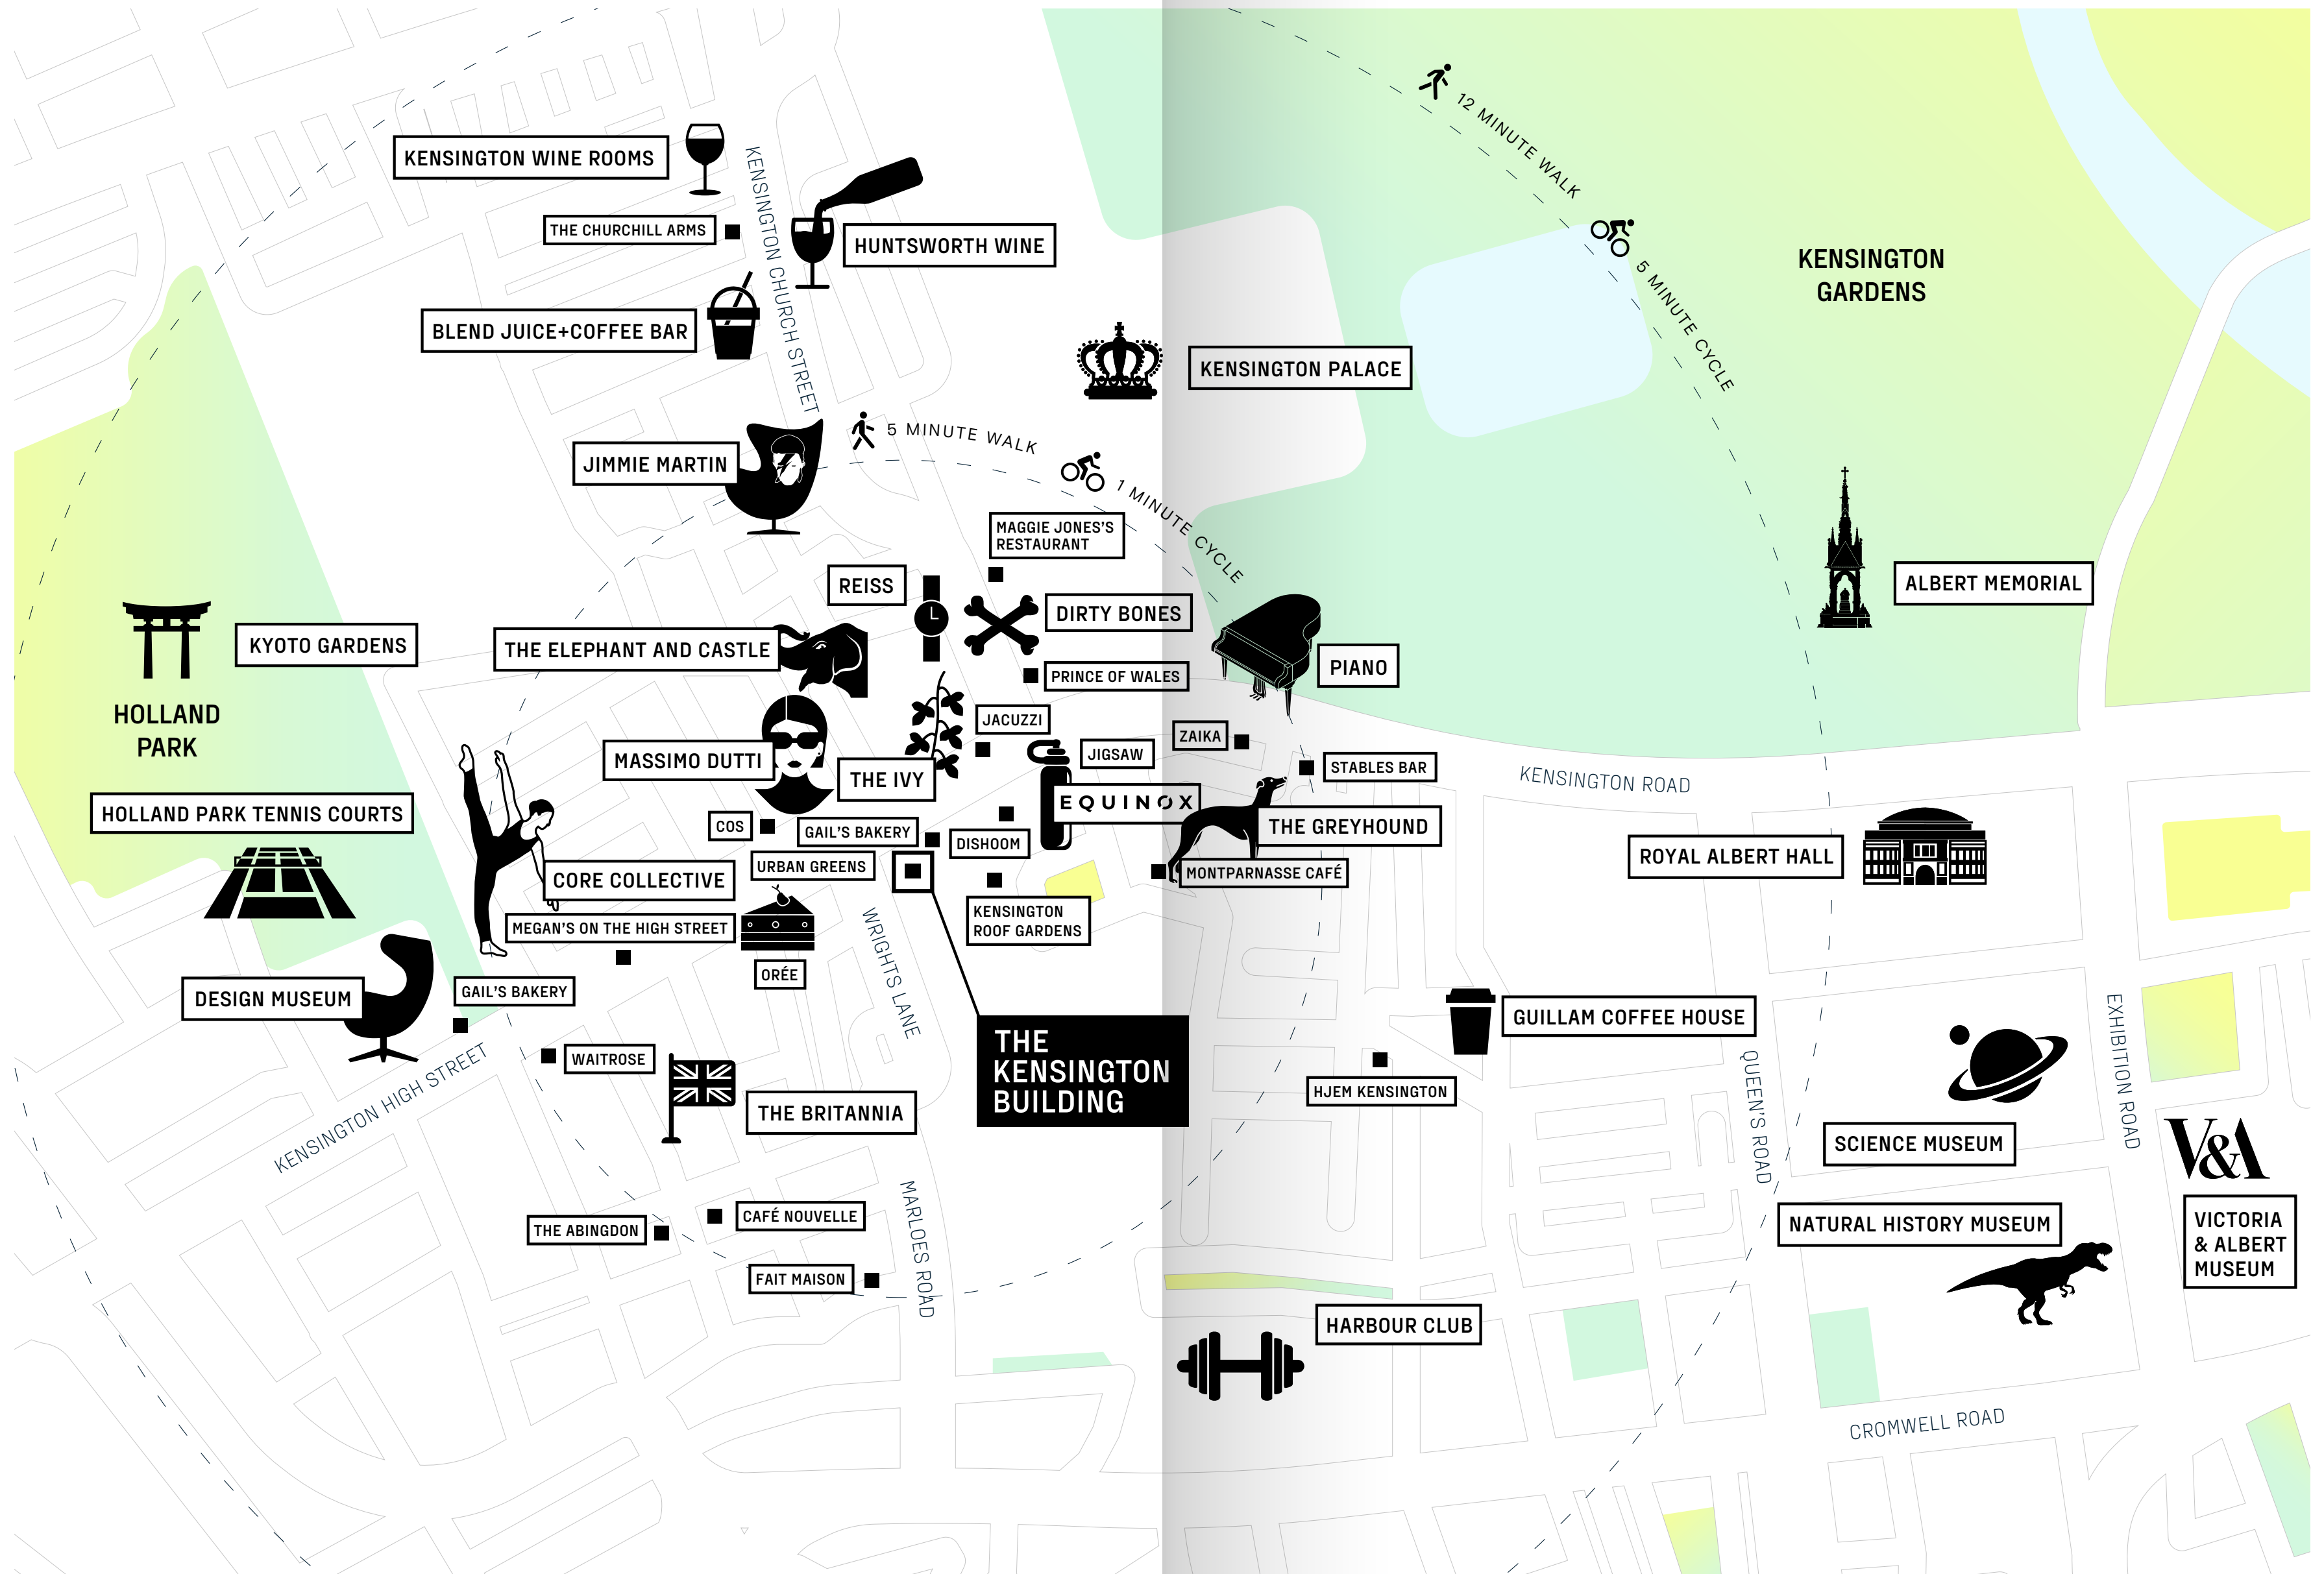 12 MINUTE WALK
KENSINGTON WINE ROOMS
KENSINGTON CHURCH STREET
THE CHURCHILL ARMS
HUNTSWORTH WINE
5 MINUTE CYCLE
KENSINGTON
GARDENS
BLEND JUICE+COFFEE BAR
KENSINGTON PALACE
5 MINUTE WALK
JIMMIE MARTIN
1 MINUTE CYCLE
MAGGIE JONES'S
RESTAURANT
REISS
ALBERT MEMORIAL
DIRTY BONES
KYOTO GARDENS
THE ELEPHANT AND CASTLE
PIANO
PRINCE OF WALES
HOLLAND
PARK
JACUZZI
ZAIKA
JIGSAW
MASSIMO DUTTI
THE IVY
STABLES BAR
KENSINGTON ROAD
EQUINOX
HOLLAND PARK TENNIS COURTS
COS
GAIL'S BAKERY
DISHOOM
THE GREYHOUND
ROYAL ALBERT HALL
URBAN GREENS
MONTPARNASSE CAFÉ
CORE COLLECTIVE
KENSINGTON
ROOF GARDENS
MEGAN'S ON THE HIGH STREET
WRIGHTS LANE
ORÉE
DESIGN MUSEUM
GAIL'S BAKERY
GUILLAM COFFEE HOUSE
THE
KENSINGTON
BUILDING
WAITROSE
KENSINGTON HIGH STREET
HJEM KENSINGTON
THE BRITANNIA
QUEEN'S ROAD
EXHIBITION ROAD
SCIENCE MUSEUM
V&A
MARLOES ROAD
CAFÉ NOUVELLE
THE ABINGDON
NATURAL HISTORY MUSEUM
VICTORIA
& ALBERT
MUSEUM
FAIT MAISON
HARBOUR CLUB
CROMWELL ROAD